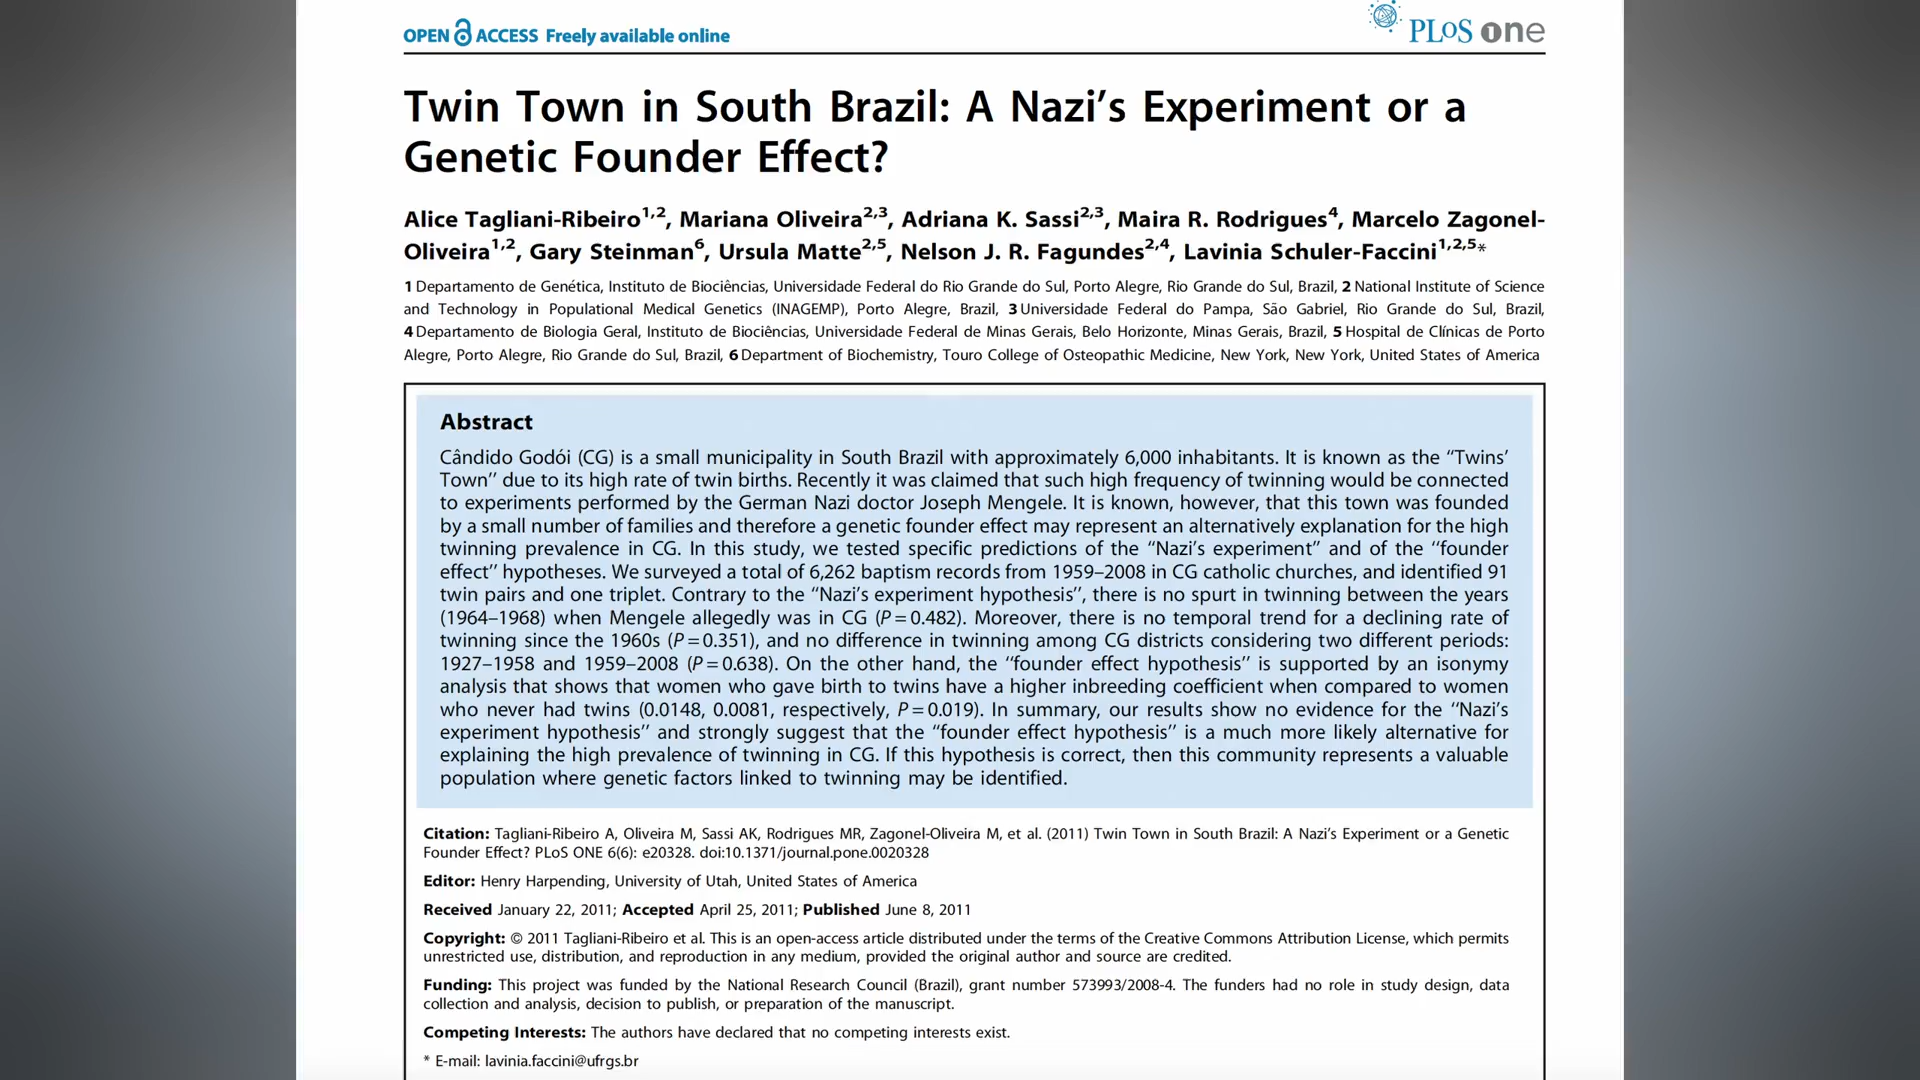 OPEN ACCESS Freely available online
PLoS one
Twin Town in South Brazil: A Nazi’s Experiment or a
Genetic Founder Effect?
Alice Tagliani-Ribeiro1,2, Mariana Oliveira2,3, Adriana K. Sassi2,3, Maira R. Rodrigues4, Marcelo Zagonel-
Oliveira1,2, Gary Steinman6, Ursula Matte2,5, Nelson J. R. Fagundes2,4, Lavinia Schuler-Faccini1,2,5*
1 Departamento de Genética, Instituto de Biociências, Universidade Federal do Rio Grande do Sul, Porto Alegre, Rio Grande do Sul, Brazil, 2 National Institute of Science
and Technology in Populational Medical Genetics (INAGEMP), Porto Alegre, Brazil, 3 Universidade Federal do Pampa, São Gabriel, Rio Grande do Sul, Brazil,
4 Departamento de Biologia Geral, Instituto de Biociências, Universidade Federal de Minas Gerais, Belo Horizonte, Minas Gerais, Brazil, 5 Hospital de Clínicas de Porto
Alegre, Porto Alegre, Rio Grande do Sul, Brazil, 6 Department of Biochemistry, Touro College of Osteopathic Medicine, New York, New York, United States of America
Abstract
Cândido Godói (CG) is a small municipality in South Brazil with approximately 6,000 inhabitants. It is known as the “Twins’
Town” due to its high rate of twin births. Recently it was claimed that such high frequency of twinning would be connected
to experiments performed by the German Nazi doctor Joseph Mengele. It is known, however, that this town was founded
by a small number of families and therefore a genetic founder effect may represent an alternatively explanation for the high
twinning prevalence in CG. In this study, we tested specific predictions of the “Nazi’s experiment” and of the “founder
effect” hypotheses. We surveyed a total of 6,262 baptism records from 1959–2008 in CG catholic churches, and identified 91
twin pairs and one triplet. Contrary to the “Nazi’s experiment hypothesis”, there is no spurt in twinning between the years
(1964–1968) when Mengele allegedly was in CG (P = 0.482). Moreover, there is no temporal trend for a declining rate of
twinning since the 1960s (P = 0.351), and no difference in twinning among CG districts considering two different periods:
1927–1958 and 1959–2008 (P = 0.638). On the other hand, the “founder effect hypothesis” is supported by an isonymy
analysis that shows that women who gave birth to twins have a higher inbreeding coefficient when compared to women
who never had twins (0.0148, 0.0081, respectively, P = 0.019). In summary, our results show no evidence for the “Nazi’s
experiment hypothesis” and strongly suggest that the “founder effect hypothesis” is a much more likely alternative for
explaining the high prevalence of twinning in CG. If this hypothesis is correct, then this community represents a valuable
population where genetic factors linked to twinning may be identified.
Citation: Tagliani-Ribeiro A, Oliveira M, Sassi AK, Rodrigues MR, Zagonel-Oliveira M, et al. (2011) Twin Town in South Brazil: A Nazi’s Experiment or a Genetic
Founder Effect? PLoS ONE 6(6): e20328. doi:10.1371/journal.pone.0020328
Editor: Henry Harpending, University of Utah, United States of America
Received January 22, 2011; Accepted April 25, 2011; Published June 8, 2011
Copyright: © 2011 Tagliani-Ribeiro et al. This is an open-access article distributed under the terms of the Creative Commons Attribution License, which permits
unrestricted use, distribution, and reproduction in any medium, provided the original author and source are credited.
Funding: This project was funded by the National Research Council (Brazil), grant number 573993/2008-4. The funders had no role in study design, data
collection and analysis, decision to publish, or preparation of the manuscript.
Competing Interests: The authors have declared that no competing interests exist.
* E-mail: lavinia.faccini@ufrgs.br